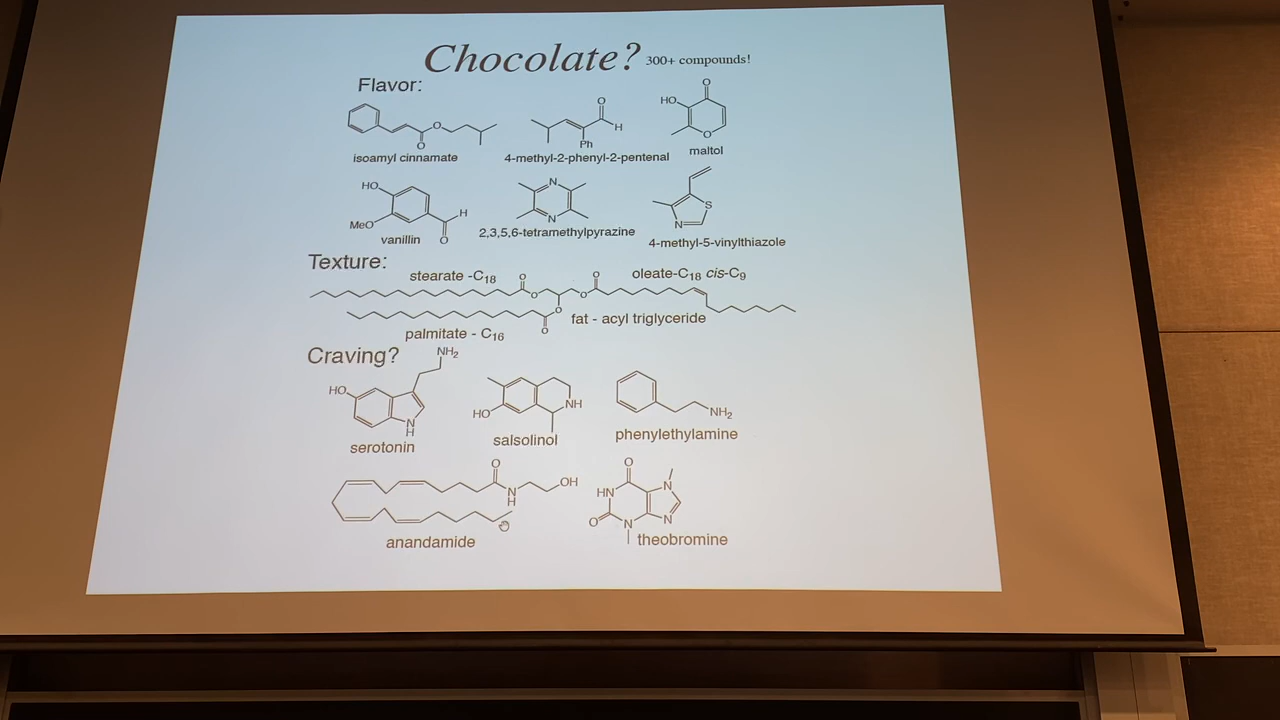 Chocolate? 300+ compounds!
Flavor:
isoamyl cinnamate
4-methyl-2-phenyl-2-pentenal
maltol
O
O
H
Ph
O
O
HO
O
O
HO
MeO
H
O
vanillin
N
N
2,3,5,6-tetramethylpyrazine
S
N
4-methyl-5-vinylthiazole
Texture:
stearate -C18
oleate-C18 cis-C9
O
O
O
O
O
O
fat - acyl triglyceride
palmitate - C16
Craving?
NH2
HO
N
H
serotonin
HO
NH
salsolinol
NH2
phenylethylamine
O
N
H
OH
anandamide
O
HN
N
O
N
N
theobromine